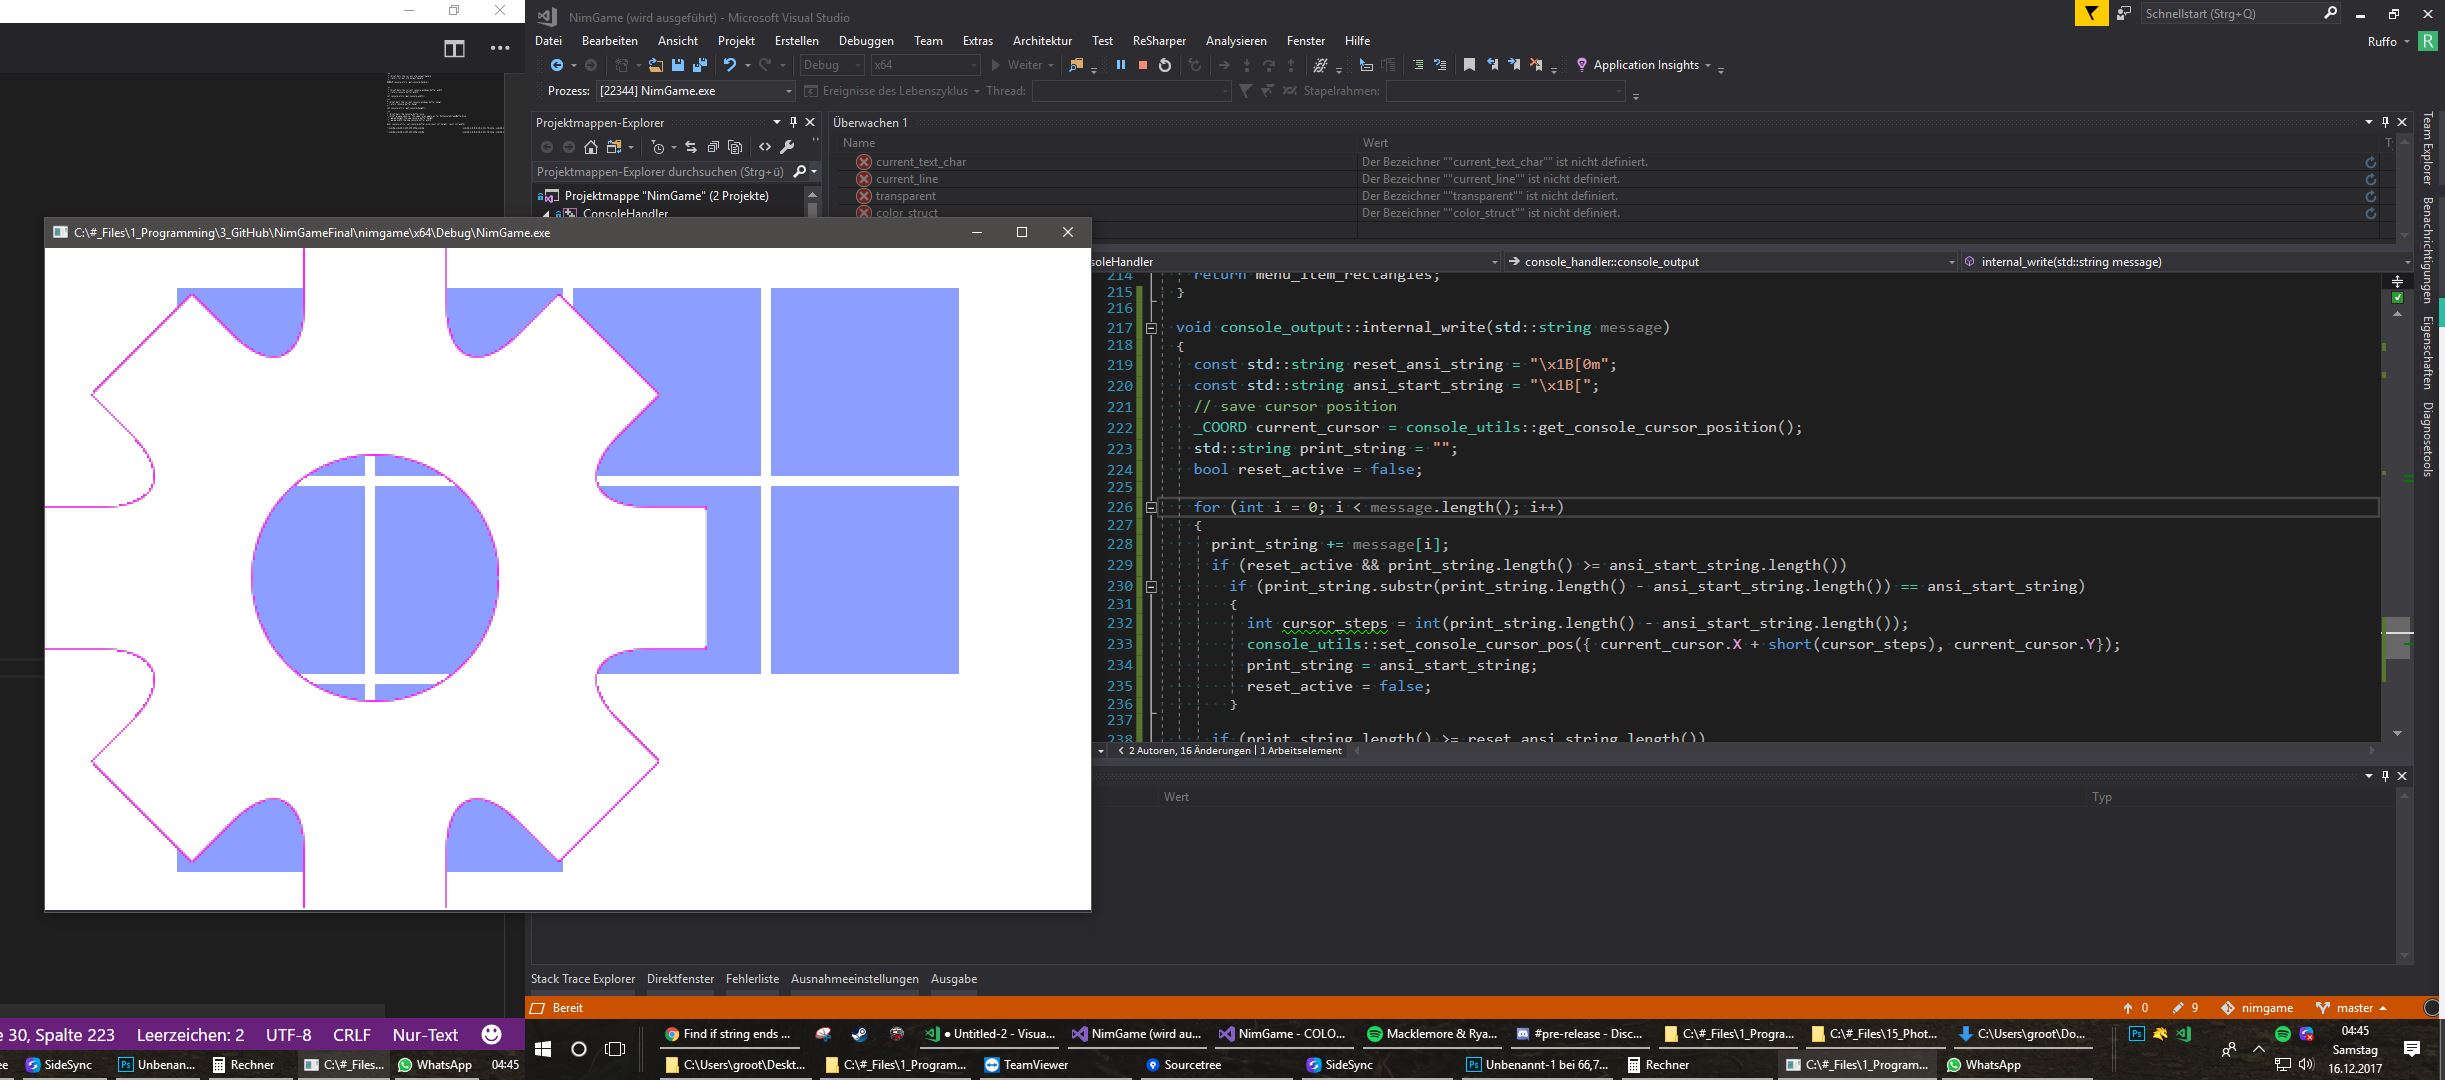 NimGame (wird ausgeführt) - Microsoft Visual Studio
Schnellstart (Strg+Q)
Datei Bearbeiten Ansicht Projekt Erstellen Debuggen Team Extras Architektur Test ReSharper Analysieren Fenster Hilfe
Ruffo R
Debug x64 Weiter Application Insights
Prozess: [22344] NimGame.exe Ereignisse des Lebenszyklus Thread: Stapelrahmen:
Projektmappen-Explorer
Projektmappen-Explorer durchsuchen (Strg+ü)
Projektmappe "NimGame" (2 Projekte)
ConsoleHandler
Überwachen 1
Name Wert
current_text_char Der Bezeichner ""current_text_char"" ist nicht definiert.
current_line Der Bezeichner ""current_line"" ist nicht definiert.
transparent Der Bezeichner ""transparent"" ist nicht definiert.
color_struct Der Bezeichner ""color_struct"" ist nicht definiert.
Team Explorer
Benachrichtigungen
Eigenschaften
Diagnosetools
C:\#_Files\1_Programming\3_GitHub\NimGameFinal\nimgame\x64\Debug\NimGame.exe
soleHandler console_handler::console_output internal_write(std::string message)
214 return menu_item_rectangles;
215 }
216
217 void console_output::internal_write(std::string message)
218 {
219 const std::string reset_ansi_string = "\x1B[0m";
220 const std::string ansi_start_string = "\x1B[";
221 // save cursor position
222 _COORD current_cursor = console_utils::get_console_cursor_position();
223 std::string print_string = "";
224 bool reset_active = false;
225
226 for (int i = 0; i < message.length(); i++)
227 {
228 print_string += message[i];
229 if (reset_active && print_string.length() >= ansi_start_string.length())
230 if (print_string.substr(print_string.length() - ansi_start_string.length()) == ansi_start_string)
231 {
232 int cursor_steps = int(print_string.length() - ansi_start_string.length());
233 console_utils::set_console_cursor_pos({ current_cursor.X + short(cursor_steps), current_cursor.Y});
234 print_string = ansi_start_string;
235 reset_active = false;
236 }
237
238 if (print_string.length() >= reset_ansi_string.length())
2 Autoren, 16 Änderungen | 1 Arbeitselement
Wert Typ
Stack Trace Explorer Direktfenster Fehlerliste Ausnahmeeinstellungen Ausgabe
Bereit 0 9 nimgame master
e 30, Spalte 223 Leerzeichen: 2 UTF-8 CRLF Nur-Text
Find if string ends ... ● Untitled-2 - Visua... NimGame (wird au... NimGame - COLO... Macklemore & Rya... #pre-release - Disc... C:\#_Files\1_Progra... C:\#_Files\15_Phot... C:\Users\groot\Do...
SideSync Unbenan... Rechner C:\#_Files... WhatsApp 04:45
C:\Users\groot\Deskt... C:\#_Files\1_Program... TeamViewer Sourcetree SideSync Unbenannt-1 bei 66,7... Rechner C:\#_Files\1_Program... WhatsApp
04:45
Samstag
16.12.2017